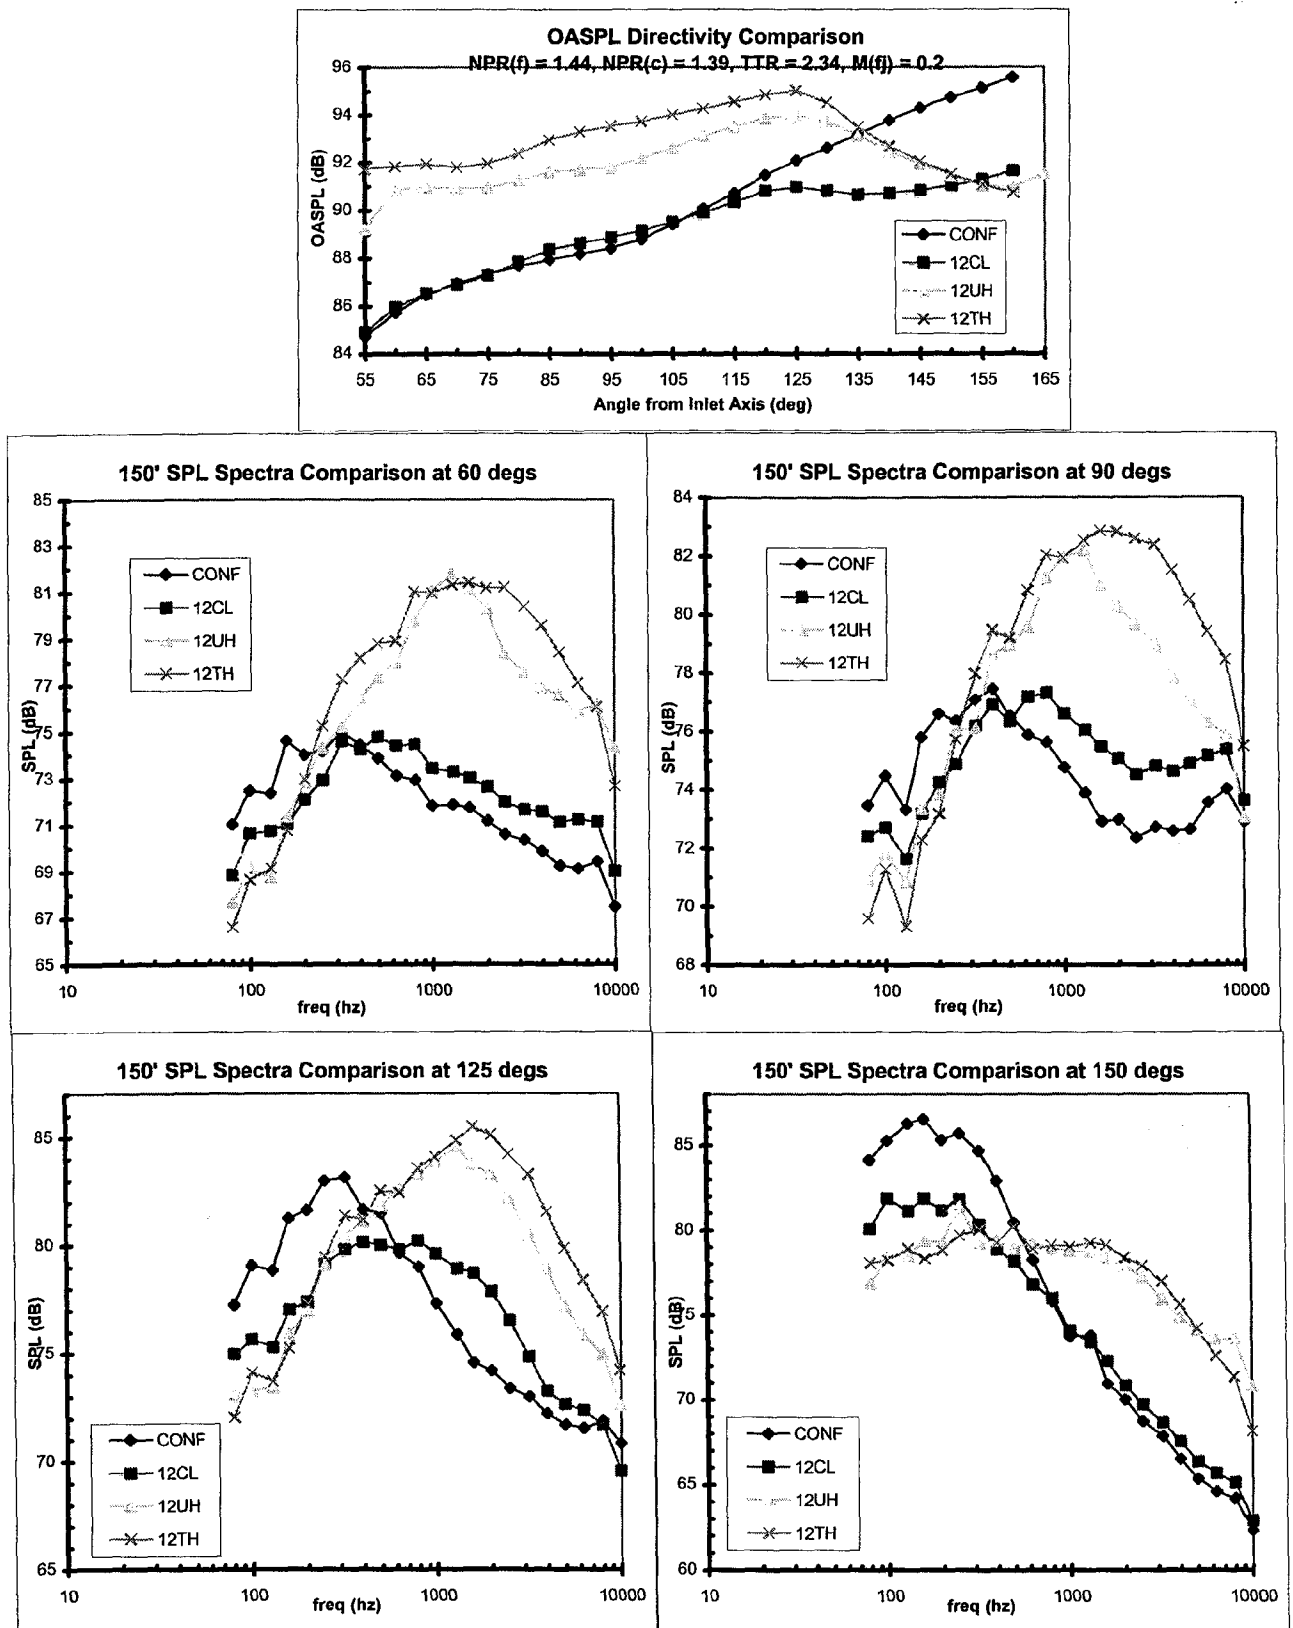 OASPL Directivity Comparison
NPR(f) = 1.44, NPR(c) = 1.39, TTR = 2.34, M(fj) = 0.2
96
94
92
90
88
86
84
OASPL (dB)
CONF
12CL
12UH
12TH
55 65 75 85 95 105 115 125 135 145 155 165
Angle from Inlet Axis (deg)
150' SPL Spectra Comparison at 60 degs
85
83
81
79
77
75
73
71
69
67
65
SPL (dB)
CONF
12CL
12UH
12TH
10 100 1000 10000
freq (hz)
150' SPL Spectra Comparison at 90 degs
84
82
80
78
76
74
72
70
68
SPL (dB)
CONF
12CL
12UH
12TH
10 100 1000 10000
freq (hz)
150' SPL Spectra Comparison at 125 degs
85
80
75
70
65
SPL (dB)
CONF
12CL
12UH
12TH
10 100 1000 10000
freq (hz)
150' SPL Spectra Comparison at 150 degs
85
80
75
70
65
60
SPL (dB)
CONF
12CL
12UH
12TH
10 100 1000 10000
freq (hz)